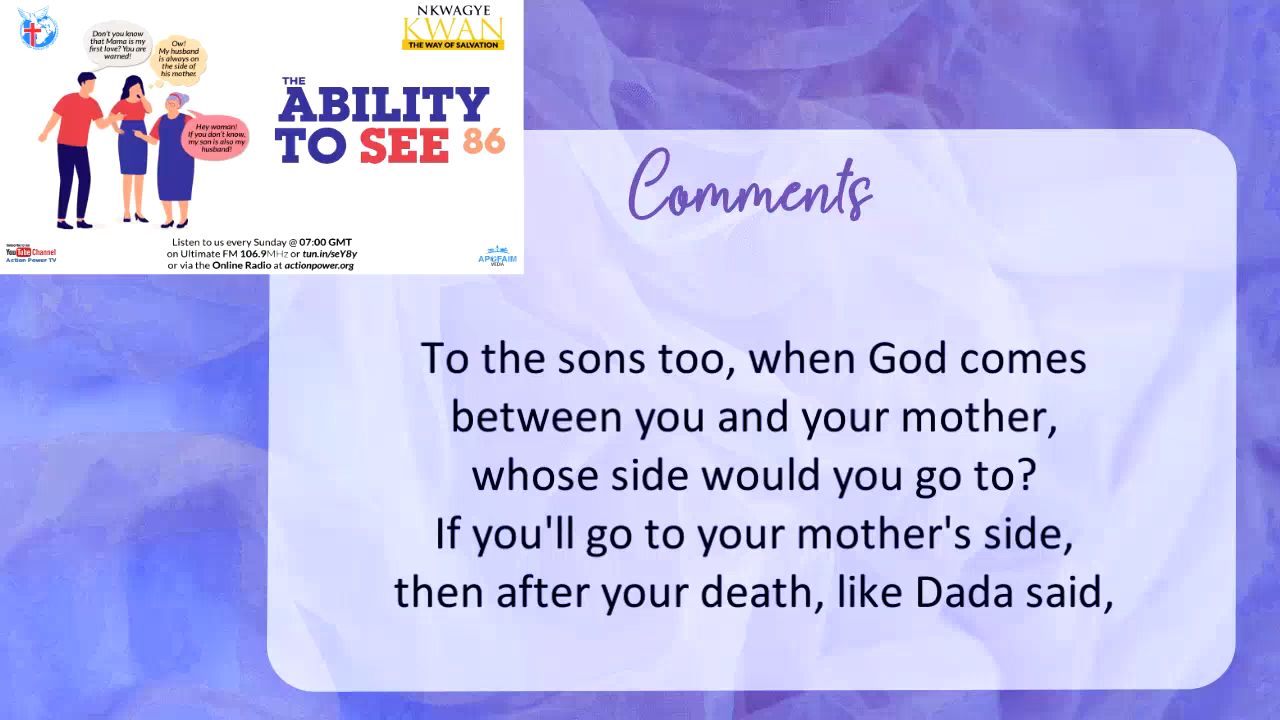 Don't you know
that Mama is my
first love? You are
warned!
Ow!
My husband
is always on
the side of
his mother.
Hey woman!
If you don't know,
my son is also my
husband!
NKWAGYE
KWAN
THE WAY OF SALVATION
THE
ABILITY
TO SEE 86
Listen to us every Sunday @ 07:00 GMT
on Ultimate FM 106.9MHz or tun.in/seY8y
or via the Online Radio at actionpower.org
YouTube Channel
Action Power TV
APOFAIM
MEDIA
Comments
To the sons too, when God comes
between you and your mother,
whose side would you go to?
If you'll go to your mother's side,
then after your death, like Dada said,